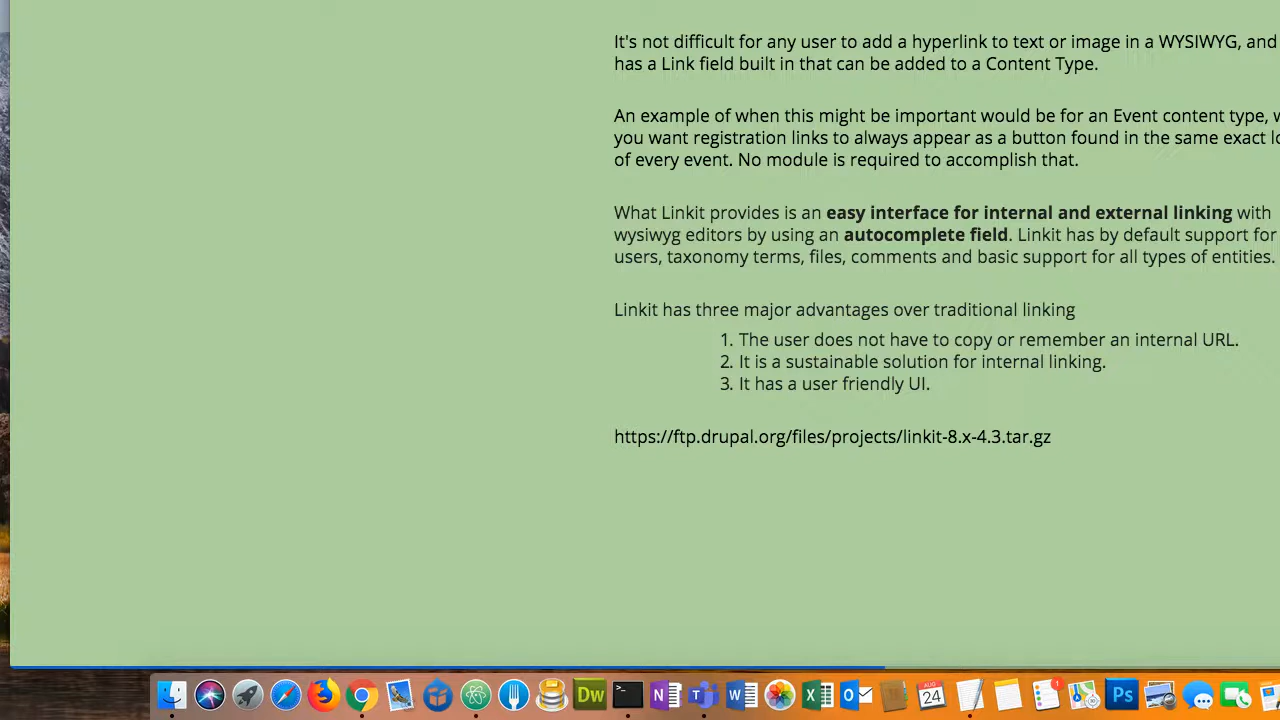 It's not difficult for any user to add a hyperlink to text or image in a WYSIWYG, and
has a Link field built in that can be added to a Content Type.
An example of when this might be important would be for an Event content type,
you want registration links to always appear as a button found in the same exact
of every event. No module is required to accomplish that.
What Linkit provides is an easy interface for internal and external linking with
wysiwyg editors by using an autocomplete field. Linkit has by default support for
users, taxonomy terms, files, comments and basic support for all types of entities.
Linkit has three major advantages over traditional linking
1. The user does not have to copy or remember an internal URL.
2. It is a sustainable solution for internal linking.
3. It has a user friendly UI.
https://ftp.drupal.org/files/projects/linkit-8.x-4.3.tar.gz
Dw
AUG
24
1
Ps